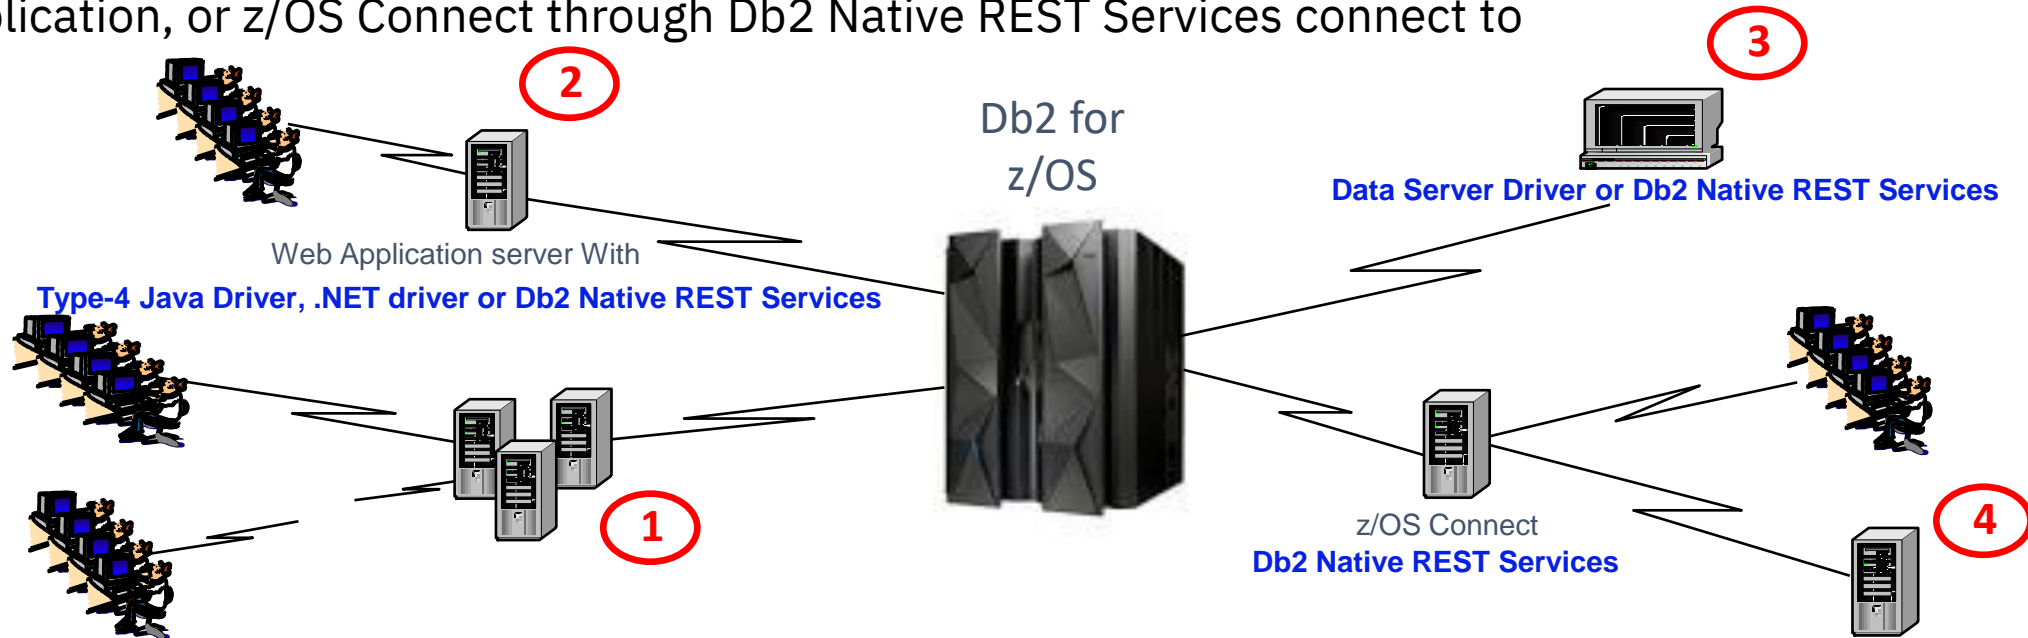 plication, or z/OS Connect through Db2 Native REST Services connect to
2
3
Db2 for
z/OS
Data Server Driver or Db2 Native REST Services
Web Application server With
Type-4 Java Driver, .NET driver or Db2 Native REST Services
1
z/OS Connect
Db2 Native REST Services
4